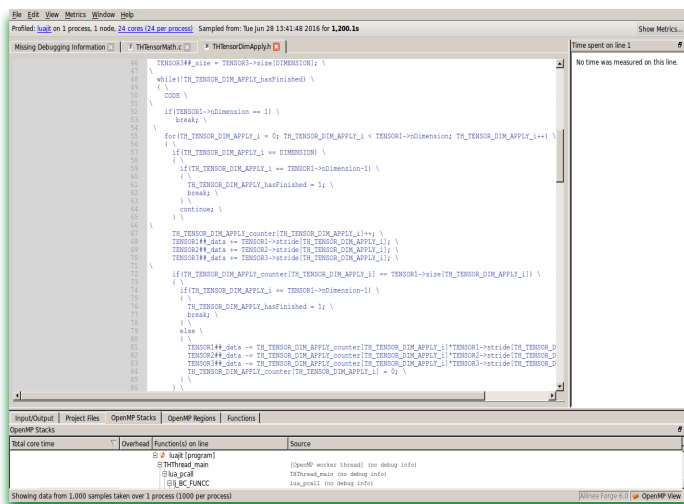 File Edit View Metrics Window Help
Profiled: luajit on 1 process, 1 node, 24 cores (24 per process) Sampled from: Tue Jun 28 13:41:48 2016 for 1,200.1s Show Metrics...
Missing Debugging Information THTensorMath.c THTensorDimApply.h Time spent on line 1
46 TENSOR3##_size = TENSOR3->size[DIMENSION]; \ No time was measured on this line.
47 \
48 while(!TH_TENSOR_DIM_APPLY_hasFinished) \
49 { \
50 CODE \
51 \
52 if(TENSOR1->nDimension == 1) \
53 break; \
54 \
55 for(TH_TENSOR_DIM_APPLY_i = 0; TH_TENSOR_DIM_APPLY_i < TENSOR1->nDimension; TH_TENSOR_DIM_APPLY_i++) \
56 { \
57 if(TH_TENSOR_DIM_APPLY_i == DIMENSION) \
58 { \
59 if(TH_TENSOR_DIM_APPLY_i == TENSOR1->nDimension-1) \
60 { \
61 TH_TENSOR_DIM_APPLY_hasFinished = 1; \
62 break; \
63 } \
64 continue; \
65 } \
66 \
67 TH_TENSOR_DIM_APPLY_counter[TH_TENSOR_DIM_APPLY_i]++; \
68 TENSOR1##_data += TENSOR1->stride[TH_TENSOR_DIM_APPLY_i]; \
69 TENSOR2##_data += TENSOR2->stride[TH_TENSOR_DIM_APPLY_i]; \
70 TENSOR3##_data += TENSOR3->stride[TH_TENSOR_DIM_APPLY_i]; \
71 \
72 if(TH_TENSOR_DIM_APPLY_counter[TH_TENSOR_DIM_APPLY_i] == TENSOR1->size[TH_TENSOR_DIM_APPLY_i]) \
73 { \
74 if(TH_TENSOR_DIM_APPLY_i == TENSOR1->nDimension-1) \
75 { \
76 TH_TENSOR_DIM_APPLY_hasFinished = 1; \
77 break; \
78 } \
79 else \
80 { \
81 TENSOR1##_data -= TH_TENSOR_DIM_APPLY_counter[TH_TENSOR_DIM_APPLY_i]*TENSOR1->stride[TH_TENSOR_D
82 TENSOR2##_data -= TH_TENSOR_DIM_APPLY_counter[TH_TENSOR_DIM_APPLY_i]*TENSOR2->stride[TH_TENSOR_D
83 TENSOR3##_data -= TH_TENSOR_DIM_APPLY_counter[TH_TENSOR_DIM_APPLY_i]*TENSOR3->stride[TH_TENSOR_D
84 TH_TENSOR_DIM_APPLY_counter[TH_TENSOR_DIM_APPLY_i] = 0; \
85 } \
86 } \
Input/Output Project Files OpenMP Stacks OpenMP Regions Functions
OpenMP Stacks
Total core time Overhead Function(s) on line Source
luajit [program]
THThread_main [OpenMP worker thread] (no debug info)
lua_pcall THThread_main (no debug info)
lj_BC_FUNCC lua_pcall (no debug info)
Showing data from 1,000 samples taken over 1 process (1000 per process) Allinea Forge 6.0 OpenMP View